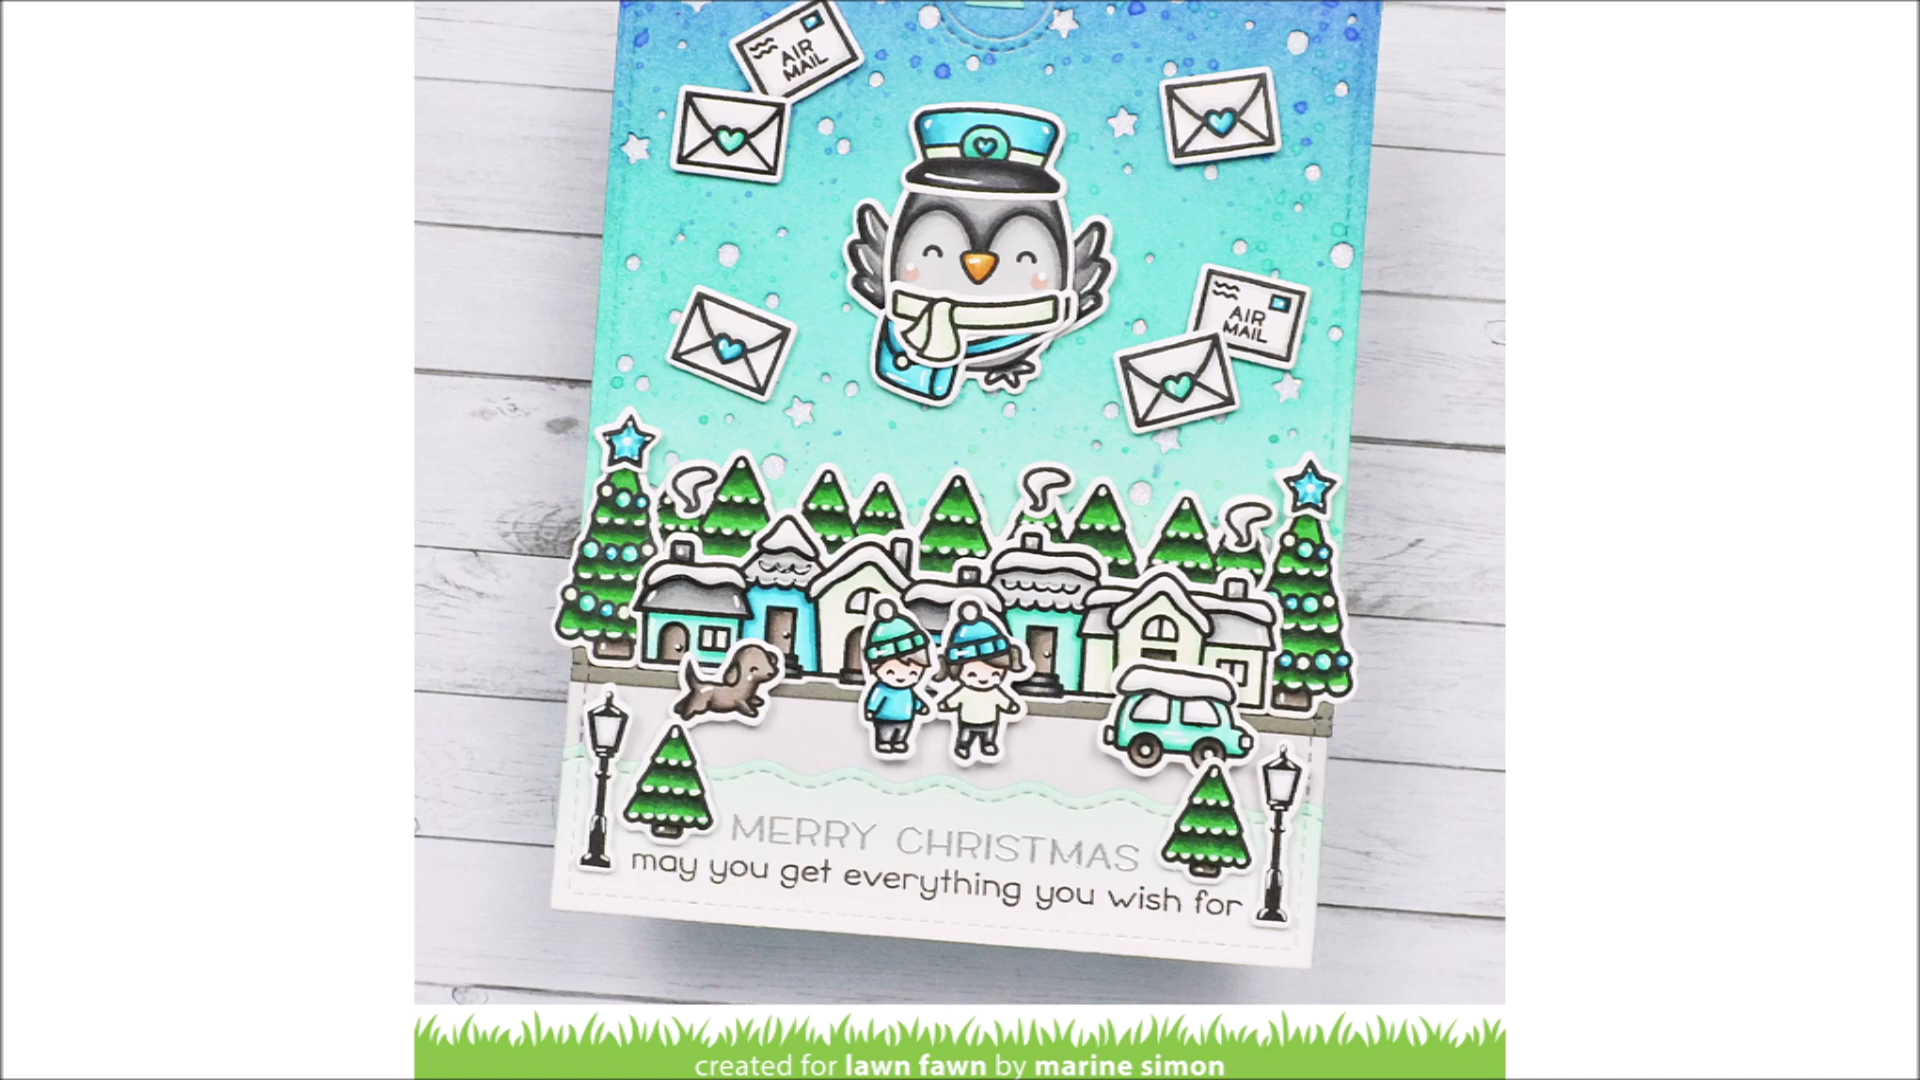 AIR
MAIL
AIR
MAIL
MERRY CHRISTMAS
may you get everything you wish for
created for lawn fawn by marine simon